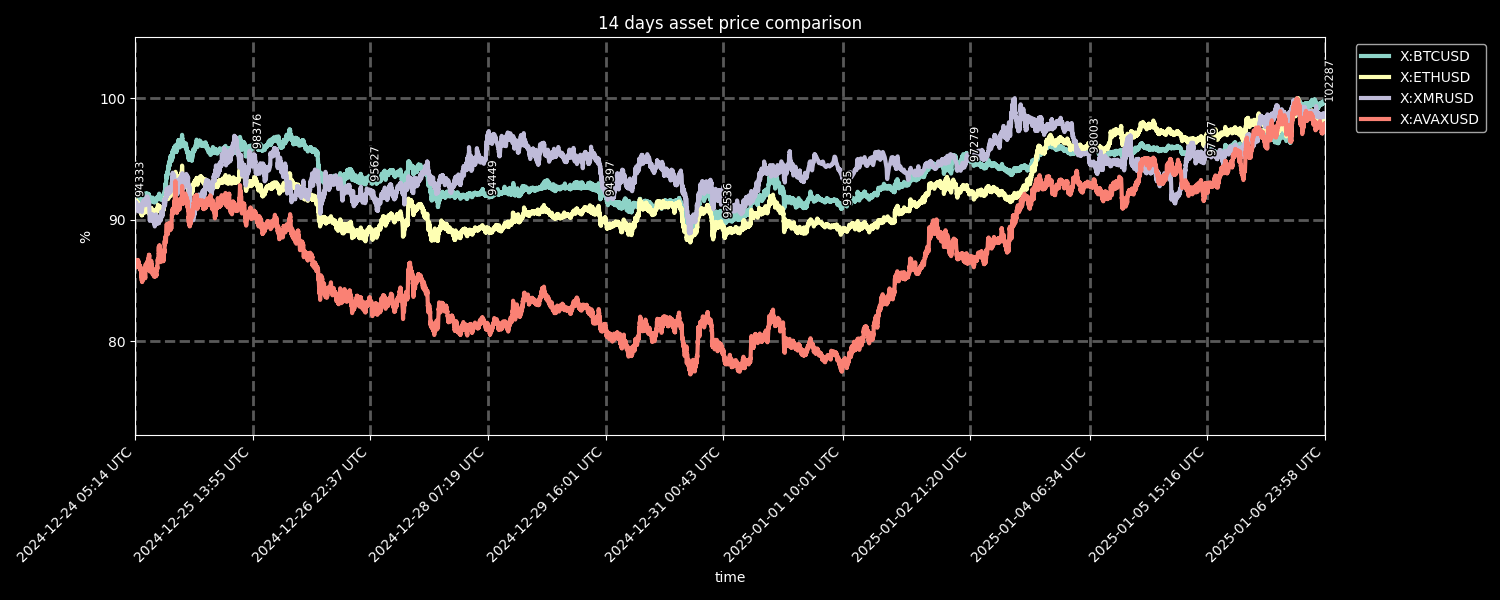 14 days asset price comparison
X:BTCUSD
X:ETHUSD
X:XMRUSD
X:AVAXUSD
%
100
90
80
94333
98376
95627
94449
94397
92536
93585
97279
98003
97767
102287
2024-12-24 05:14 UTC
2024-12-25 13:55 UTC
2024-12-26 22:37 UTC
2024-12-28 07:19 UTC
2024-12-29 16:01 UTC
2024-12-31 00:43 UTC
2025-01-01 10:01 UTC
2025-01-02 21:20 UTC
2025-01-04 06:34 UTC
2025-01-05 15:16 UTC
2025-01-06 23:58 UTC
time